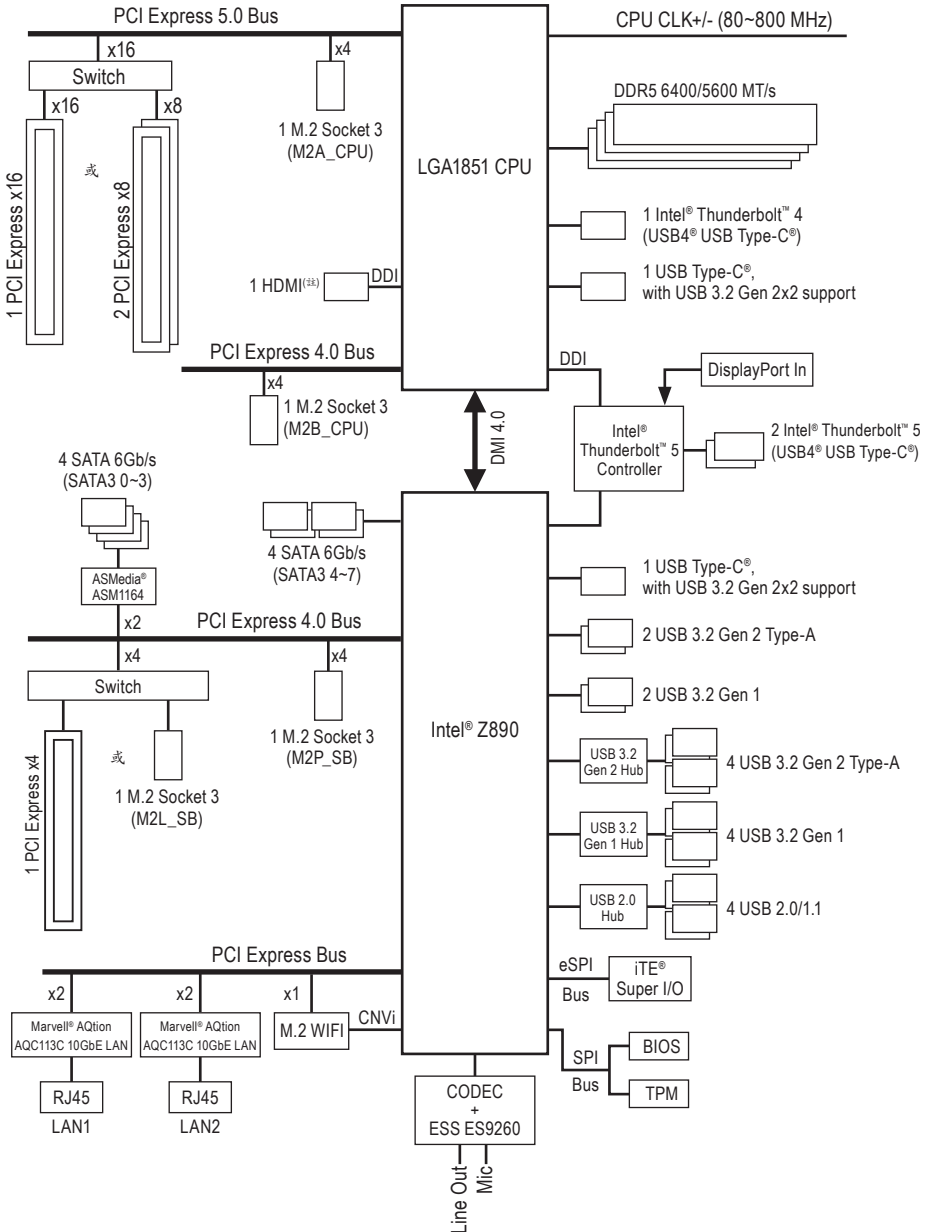 PCI Express 5.0 Bus
CPU CLK+/- (80~800 MHz)
x16
x4
Switch
x16
x8
1 M.2 Socket 3
(M2A_CPU)
1 PCI Express x16
或
2 PCI Express x8
LGA1851 CPU
DDR5 6400/5600 MT/s
1 Intel® Thunderbolt™ 4
(USB4® USB Type-C®)
1 HDMI(註)
DDI
1 USB Type-C®,
with USB 3.2 Gen 2x2 support
PCI Express 4.0 Bus
x4
1 M.2 Socket 3
(M2B_CPU)
DDI
DisplayPort In
DMI 4.0
Intel®
Thunderbolt™ 5
Controller
2 Intel® Thunderbolt™ 5
(USB4® USB Type-C®)
4 SATA 6Gb/s
(SATA3 0~3)
4 SATA 6Gb/s
(SATA3 4~7)
ASMedia®
ASM1164
x2
PCI Express 4.0 Bus
x4
x4
Switch
1 PCI Express x4
或
1 M.2 Socket 3
(M2L_SB)
1 M.2 Socket 3
(M2P_SB)
Intel® Z890
1 USB Type-C®,
with USB 3.2 Gen 2x2 support
2 USB 3.2 Gen 2 Type-A
2 USB 3.2 Gen 1
USB 3.2
Gen 2 Hub
4 USB 3.2 Gen 2 Type-A
USB 3.2
Gen 1 Hub
4 USB 3.2 Gen 1
USB 2.0
Hub
4 USB 2.0/1.1
PCI Express Bus
x2
x2
x1
Marvell® AQtion
AQC113C 10GbE LAN
Marvell® AQtion
AQC113C 10GbE LAN
M.2 WIFI
CNVi
RJ45
LAN1
RJ45
LAN2
eSPI
Bus
iTE®
Super I/O
SPI
Bus
BIOS
TPM
CODEC
+
ESS ES9260
Line Out
Mic